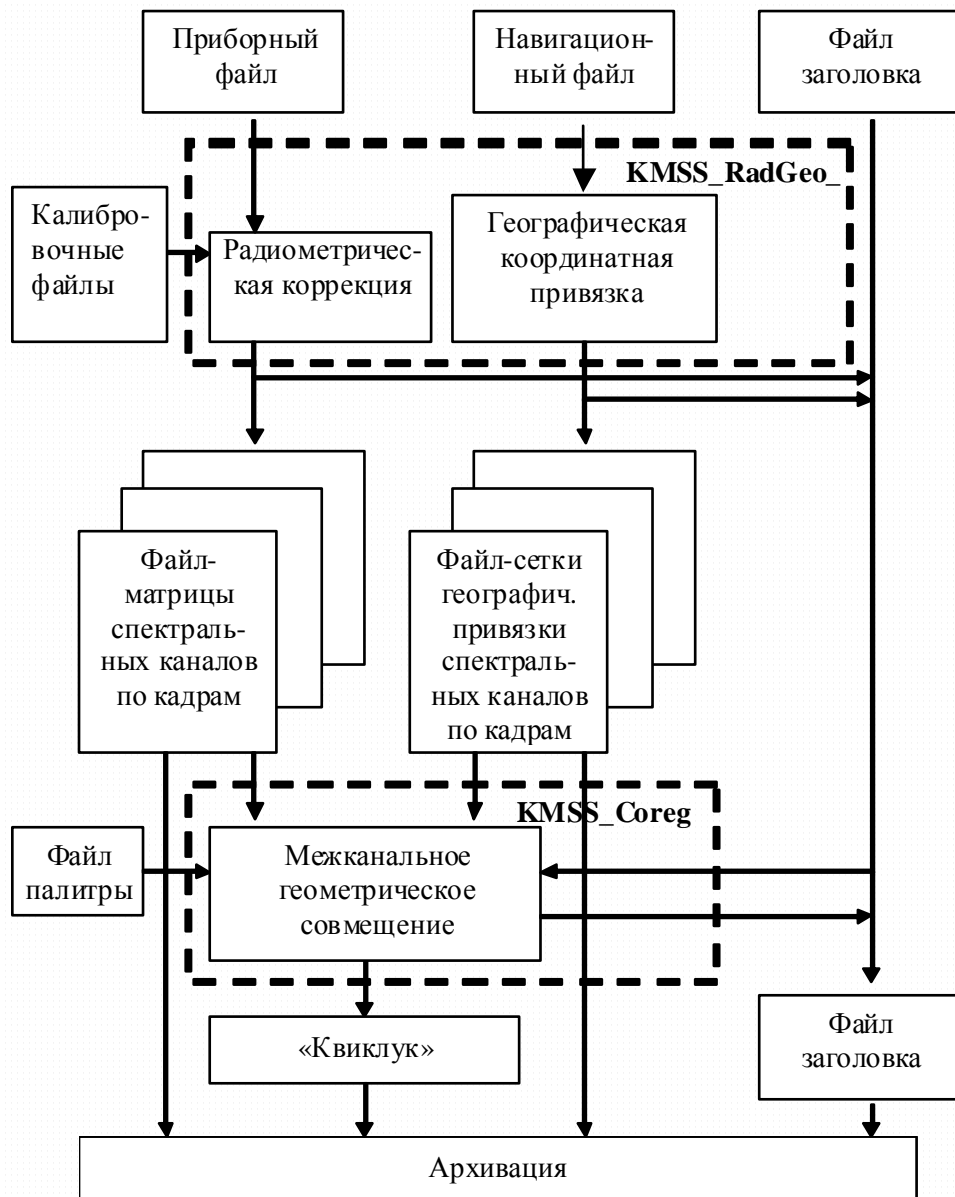 Приборный
файл
Навигацион-
ный файл
Файл
заголовка
KMSS_RadGeo_
Калибро-
вочные
файлы
Радиометричес-
кая коррекция
Географическая
координатная
привязка
Файл-
матрицы
спектраль-
ных каналов
по кадрам
Файл-сетки
географич.
привязки
спектраль-
ных каналов
по кадрам
KMSS_Coreg
Файл
палитры
Межканальное
геометрическое
совмещение
«Квиклук»
Файл
заголовка
Архивация